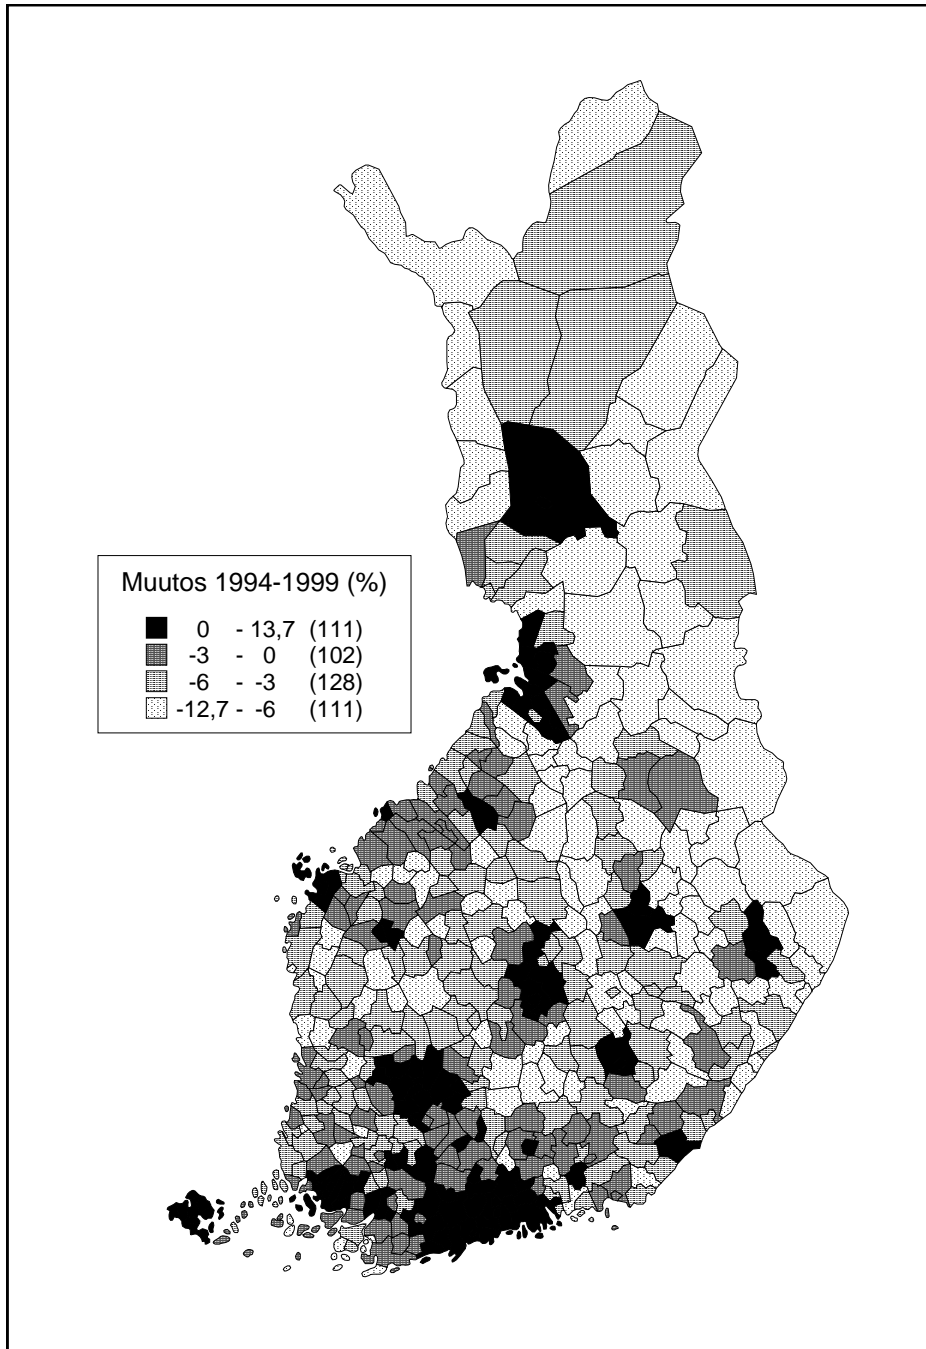 Muutos 1994-1999 (%)
0 - 13,7 (111)
-3 - 0 (102)
-6 - -3 (128)
-12,7 - -6 (111)